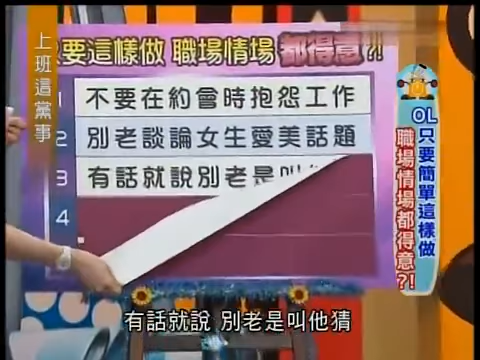 上班這黨事
只要這樣做 職場情場 都得意?!
1 不要在約會時抱怨工作
2 別老談論女生愛美話題
3 有話就說別老是叫
4
OL只要簡單這樣做
職場情場都得意?!
有話就說 別老是叫他猜